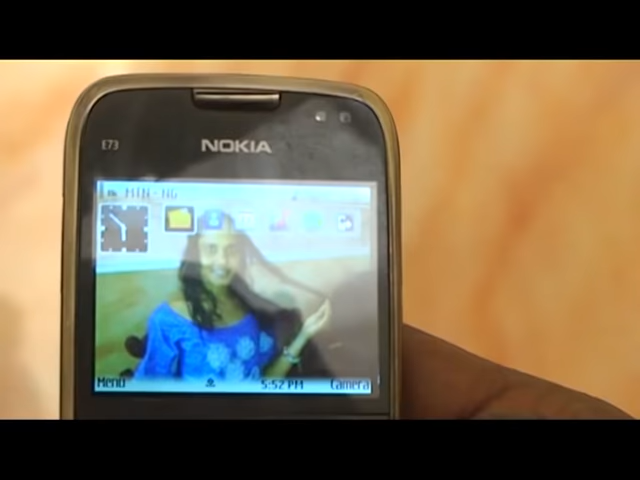 E73
NOKIA
MTN - NG
Menu
5:52 PM
Camera